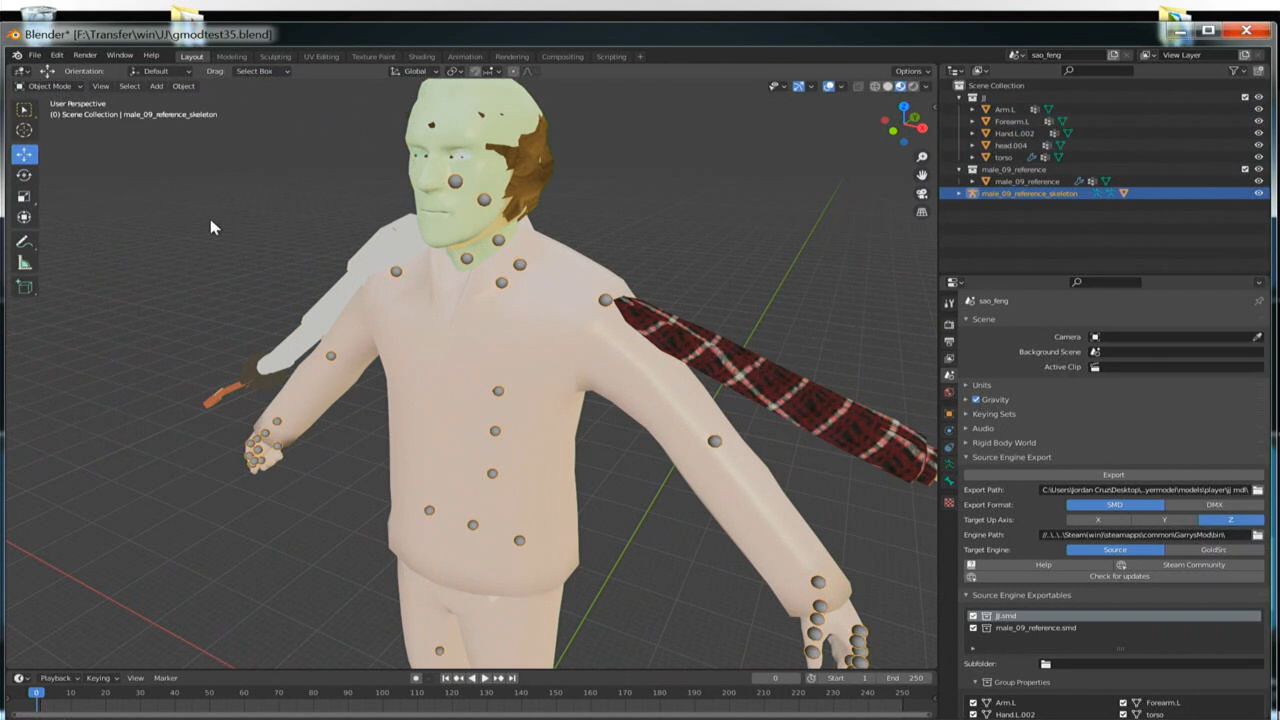 Blender* [F:\Transfer\win\JJ\gmodtest35.blend]
File Edit Render Window Help Layout Modeling Sculpting UV Editing Texture Paint Shading Animation Rendering Compositing Scripting + sao_feng View Layer
Orientation: Default Drag: Select Box Global Options
Object Mode View Select Add Object
User Perspective
(0) Scene Collection | male_09_reference_skeleton
Scene Collection
JJ
Arm.L
Forearm.L
Hand.L.002
head.004
torso
male_09_reference
male_09_reference
male_09_reference_skeleton
sao_feng
Scene
Camera
Background Scene
Active Clip
Units
Gravity
Keying Sets
Audio
Rigid Body World
Source Engine Export
Export
Export Path: C:\Users\Jordan Cruz\Desktop\...yermodel\models\player\jj mdl\
Export Format: SMD DMX
Target Up Axis: X Y Z
Engine Path: //..\..\..\Steam(win)\steamapps\common\GarrysMod\bin\
Target Engine: Source GoldSrc
Help Steam Community
Check for updates
Source Engine Exportables
JJ.smd
male_09_reference.smd
Subfolder:
Group Properties
Arm.L Forearm.L
Hand.L.002 torso
Playback Keying View Marker 0 Start 1 End 250
0 10 20 30 40 50 60 70 80 90 100 110 120 130 140 150 160 170 180 190 200 210 220 230 240 250